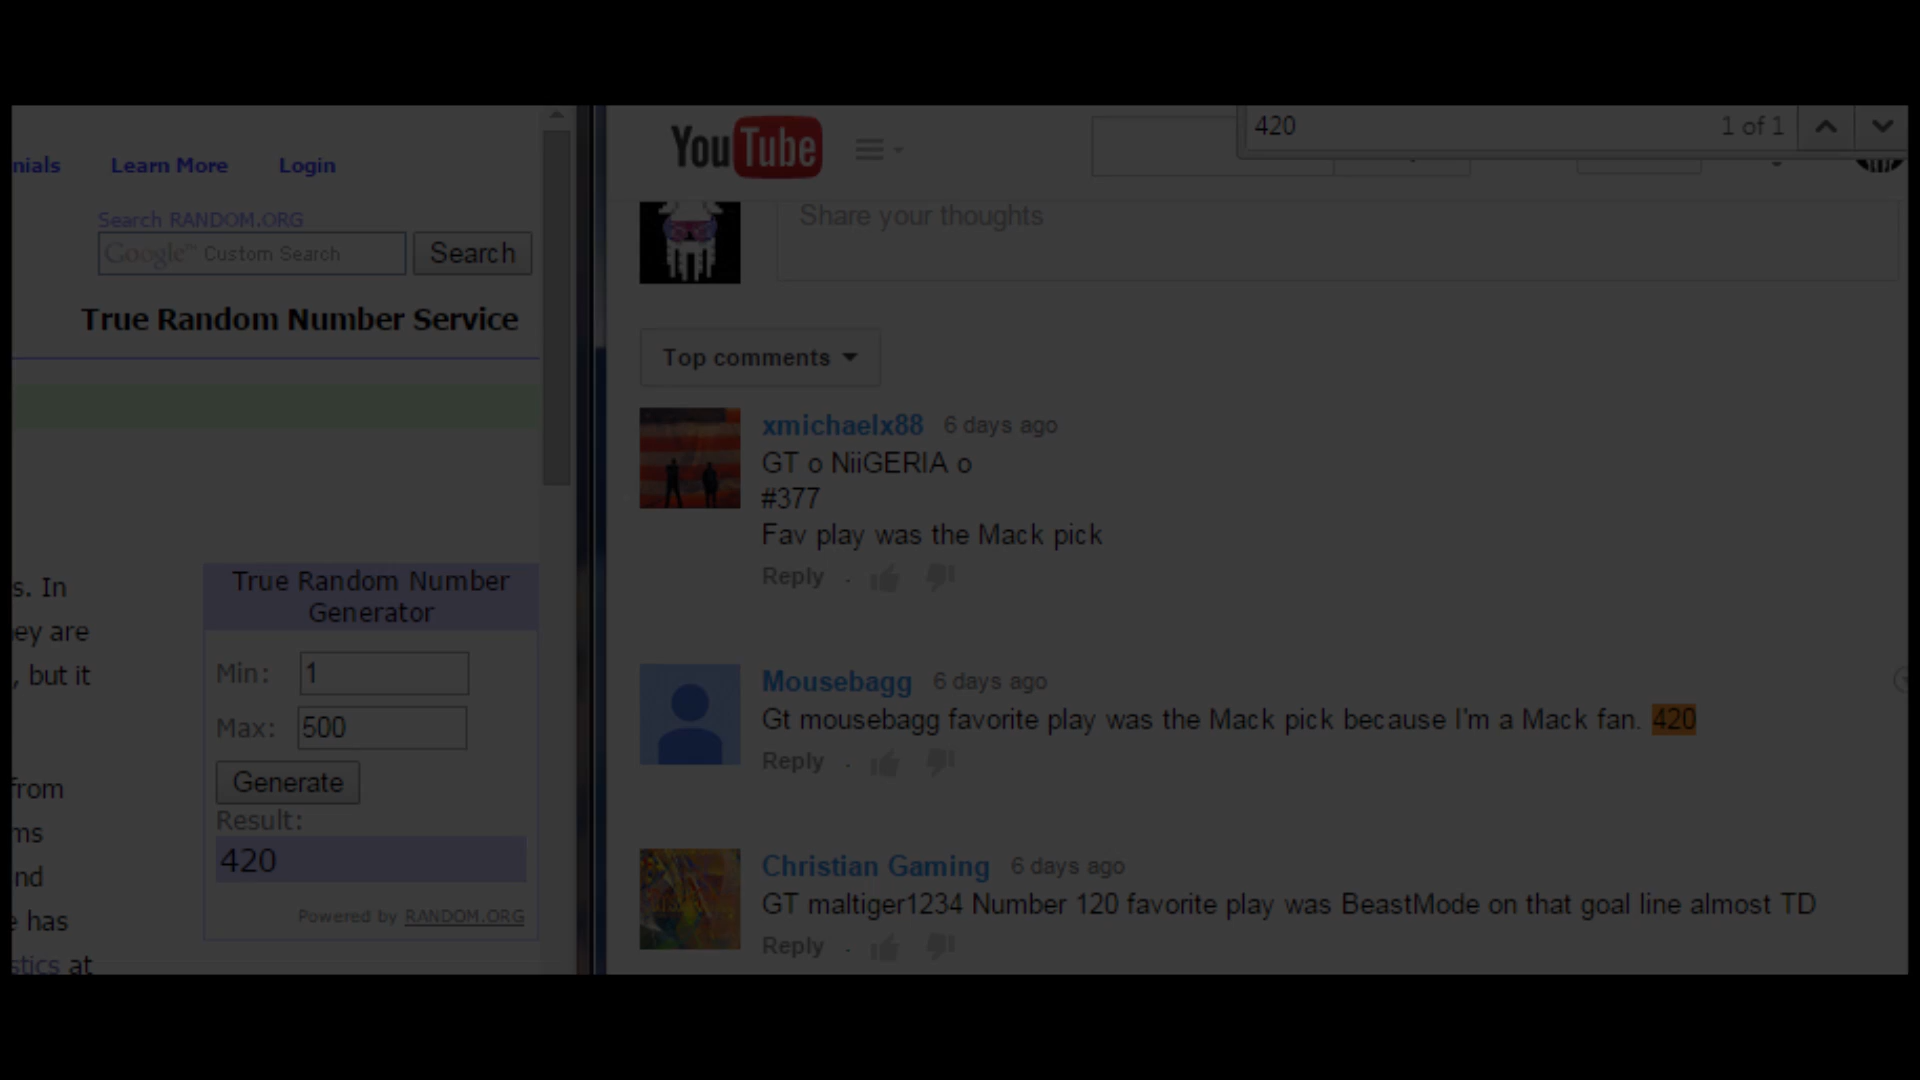 nials Learn More Login
Search RANDOM.ORG
Google™ Custom Search Search
True Random Number Service
s. In
ey are
, but it
from
ms
nd
e has
stics at
True Random Number
Generator
Min: 1
Max: 500
Generate
Result:
420
Powered by RANDOM.ORG
YouTube
420 1 of 1
Share your thoughts
Top comments
xmichaelx88 6 days ago
GT o NiiGERIA o
#377
Fav play was the Mack pick
Reply .
Mousebagg 6 days ago
Gt mousebagg favorite play was the Mack pick because I'm a Mack fan. 420
Reply .
Christian Gaming 6 days ago
GT maltiger1234 Number 120 favorite play was BeastMode on that goal line almost TD
Reply .